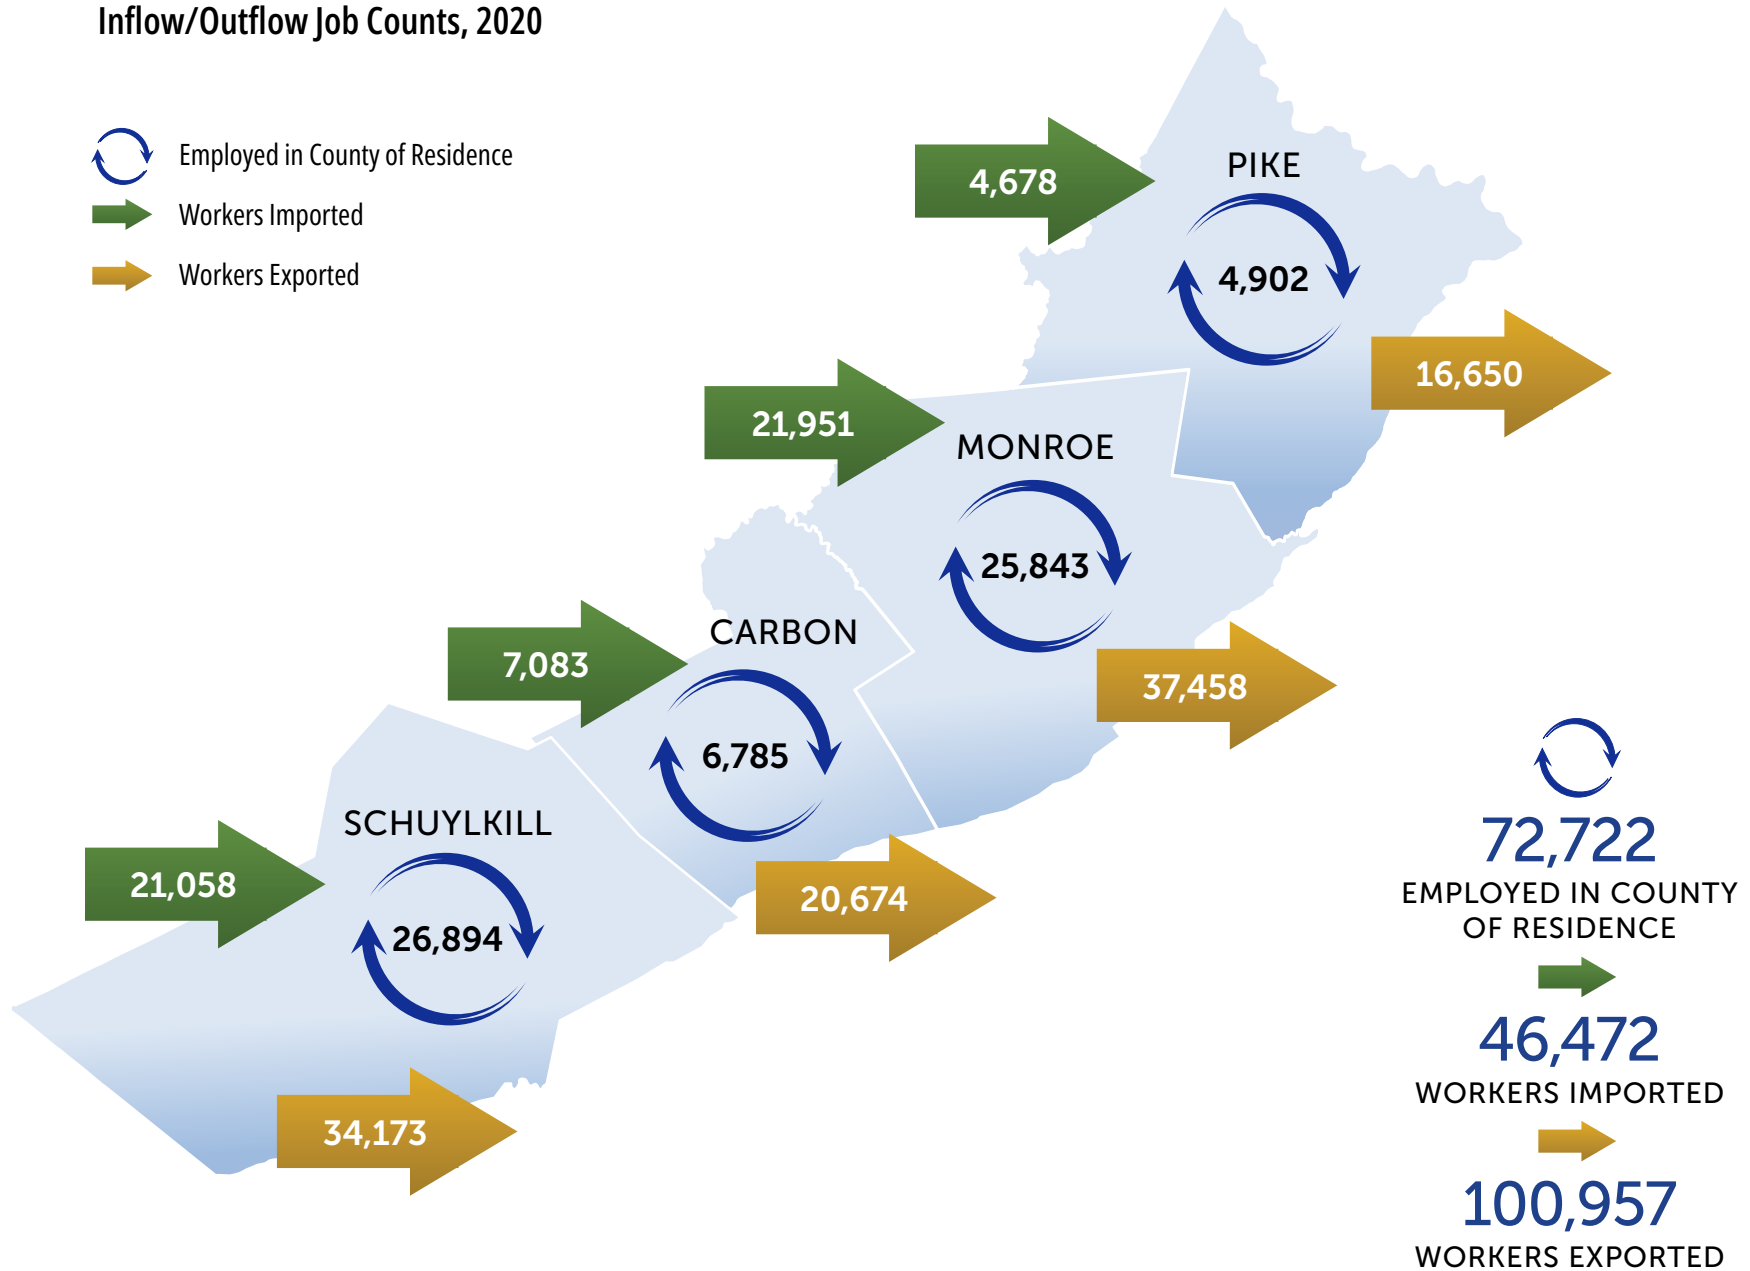 Inflow/Outflow Job Counts, 2020
Employed in County of Residence
Workers Imported
Workers Exported
4,678
PIKE
4,902
16,650
21,951
MONROE
25,843
37,458
7,083
CARBON
6,785
20,674
21,058
SCHUYLKILL
26,894
34,173
72,722
EMPLOYED IN COUNTY
OF RESIDENCE
46,472
WORKERS IMPORTED
100,957
WORKERS EXPORTED